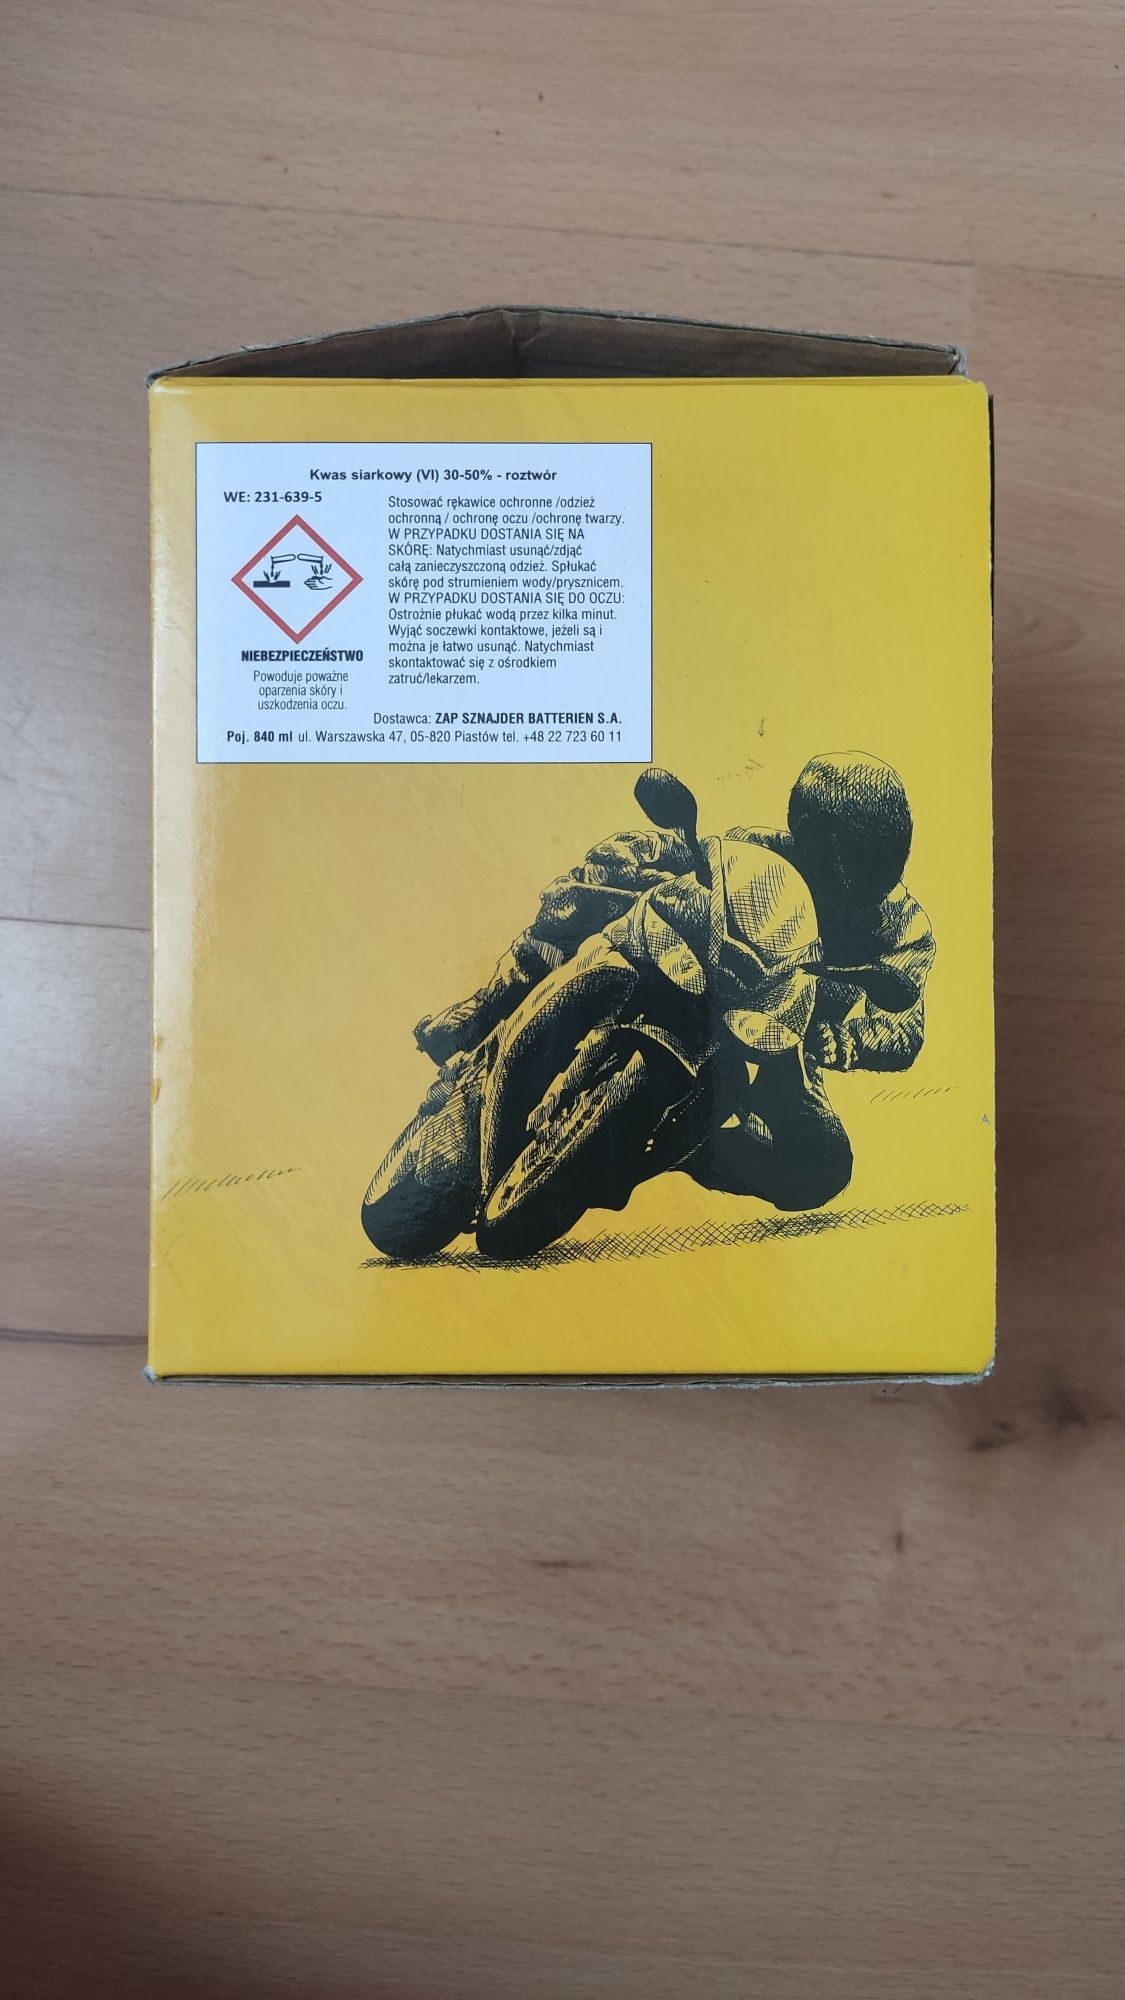 Kwas siarkowy (VI) 30-50% - roztwór
WE: 231-639-5
NIEBEZPIECZEŃSTWO
Powoduje poważne
oparzenia skóry i
uszkodzenia oczu.
Stosować rękawice ochronne /odzież
ochronną / ochronę oczu /ochronę twarzy.
W PRZYPADKU DOSTANIA SIĘ NA
SKÓRĘ: Natychmiast usunąć/zdjąć
całą zanieczyszczoną odzież. Spłukać
skórę pod strumieniem wody/prysznicem.
W PRZYPADKU DOSTANIA SIĘ DO OCZU:
Ostrożnie płukać wodą przez kilka minut.
Wyjąć soczewki kontaktowe, jeżeli są i
można je łatwo usunąć. Natychmiast
skontaktować się z ośrodkiem
zatruć/lekarzem.
Dostawca: ZAP SZNAJDER BATTERIEN S.A.
Poj. 840 ml ul. Warszawska 47, 05-820 Piastów tel. +48 22 723 60 11